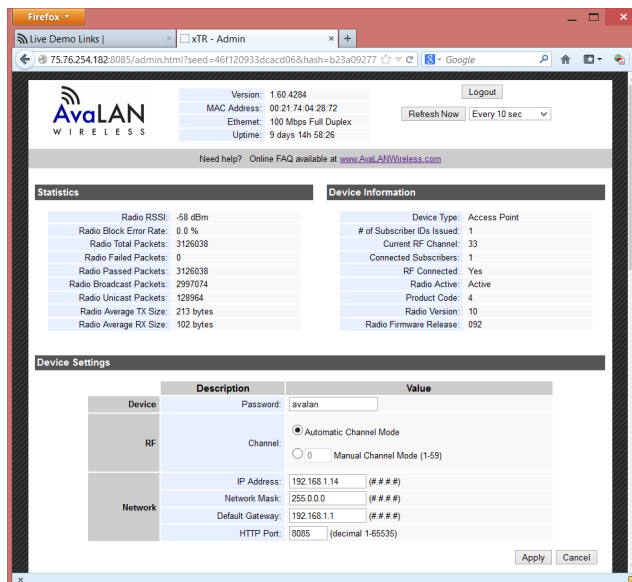 Firefox
Live Demo Links | × xTR - Admin × +
75.76.254.182:8085/admin.html?seed=46f120933dcacd06&hash=b23a09277 Google
AvaLAN
WIRELESS
Version: 1.60.4284
MAC Address: 00:21:74:04:28:72
Ethernet: 100 Mbps Full Duplex
Uptime: 9 days 14h 58:26
Logout
Refresh Now Every 10 sec
Need help? Online FAQ available at www.AvaLANWireless.com
Statistics
Radio RSSI: -58 dBm
Radio Block Error Rate: 0.0 %
Radio Total Packets: 3126038
Radio Failed Packets: 0
Radio Passed Packets: 3126038
Radio Broadcast Packets: 2997074
Radio Unicast Packets: 128964
Radio Average TX Size: 213 bytes
Radio Average RX Size: 102 bytes
Device Information
Device Type: Access Point
# of Subscriber IDs Issued: 1
Current RF Channel: 33
Connected Subscribers: 1
RF Connected: Yes
Radio Active: Active
Product Code: 4
Radio Version: 10
Radio Firmware Release: 092
Device Settings
Description Value
Device Password: avalan
RF Channel: Automatic Channel Mode
0 Manual Channel Mode (1-59)
Network
IP Address: 192.168.1.14 (#.#.#.#)
Network Mask: 255.0.0.0 (#.#.#.#)
Default Gateway: 192.168.1.1 (#.#.#.#)
HTTP Port: 8085 (decimal 1-65535)
Apply Cancel